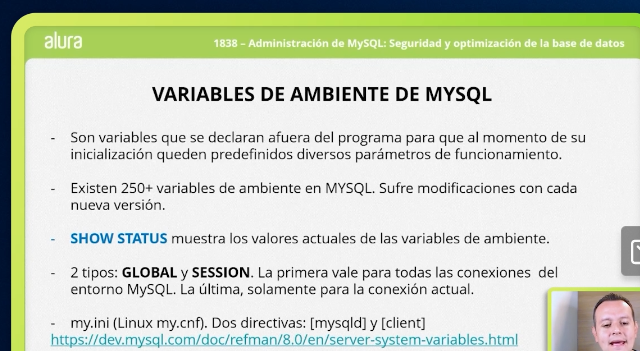 alura
1838 – Administración de MySQL: Seguridad y optimización de la base de datos
VARIABLES DE AMBIENTE DE MYSQL
- Son variables que se declaran afuera del programa para que al momento de su
inicialización queden predefinidos diversos parámetros de funcionamiento.
- Existen 250+ variables de ambiente en MYSQL. Sufre modificaciones con cada
nueva versión.
- SHOW STATUS muestra los valores actuales de las variables de ambiente.
- 2 tipos: GLOBAL y SESSION. La primera vale para todas las conexiones del
entorno MySQL. La última, solamente para la conexión actual.
- my.ini (Linux my.cnf). Dos directivas: [mysqld] y [client]
https://dev.mysql.com/doc/refman/8.0/en/server-system-variables.html